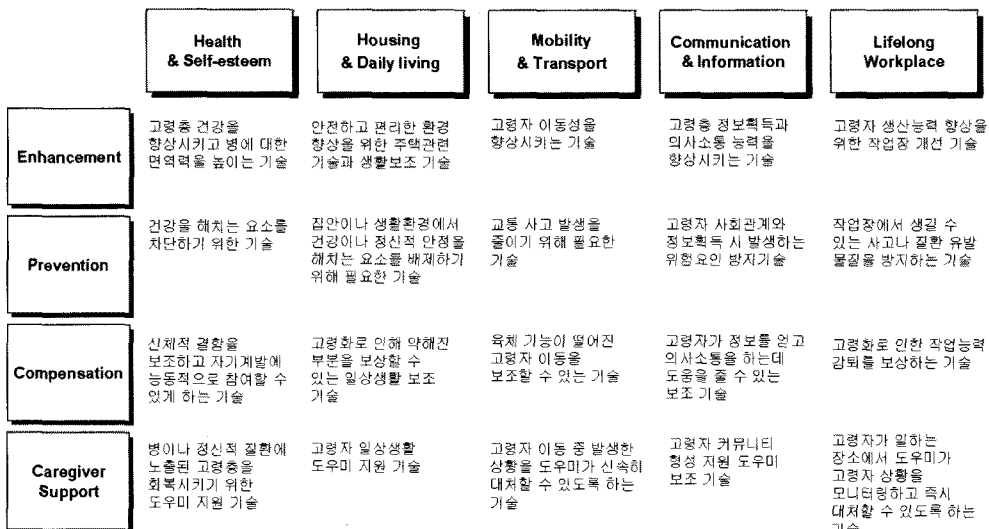 Health
& Self-esteem
Housing
& Daily living
Mobility
& Transport
Communication
& Information
Lifelong
Workplace
Enhancement
고령층 건강을
향상시키고 병에 대한
면역력을 높이는 기술
안전하고 편리한 환경
향상을 위한 주택관련
기술과 생활보조 기술
고령자 이동성을
향상시키는 기술
고령층 정보획득과
의사소통 능력을
향상시키는 기술
고령자 생산능력 향상을
위한 작업장 개선 기술
Prevention
건강을 해치는 요소를
차단하기 위한 기술
집안이나 생활환경에서
건강이나 정신적 안정을
해치는 요소를 배제하기
위해 필요한 기술
교통 사고 발생을
줄이기 위해 필요한
기술
고령자 사회관계와
정보획득 시 발생하는
위험요인 방지기술
작업장에서 생길 수
있는 사고나 질환 유발
물질을 방지하는 기술
Compensation
신체적 결함을
보조하고 자기계발에
능동적으로 참여할 수
있게 하는 기술
고령화로 인해 약해진
부분을 보상할 수
있는 일상생활 보조
기술
육체 기능이 떨어진
고령자 이동을
보조할 수 있는 기술
고령자가 정보를 얻고
의사소통을 하는데
도움을 줄 수 있는
보조 기술
고령화로 인한 작업능력
감퇴를 보상하는 기술
Caregiver
Support
병이나 정신적 질환에
노출된 고령층을
회복시키기 위한
도우미 지원 기술
고령자 일상생활
도우미 지원 기술
고령자 이동 중 발생한
상황을 도우미가 신속히
대처할 수 있도록 하는
기술
고령자 커뮤니티
형성 지원 도우미
보조 기술
고령자가 일하는
장소에서 도우미가
고령자 상황을
모니터링하고 즉시
대처할 수 있도록 하는
기술